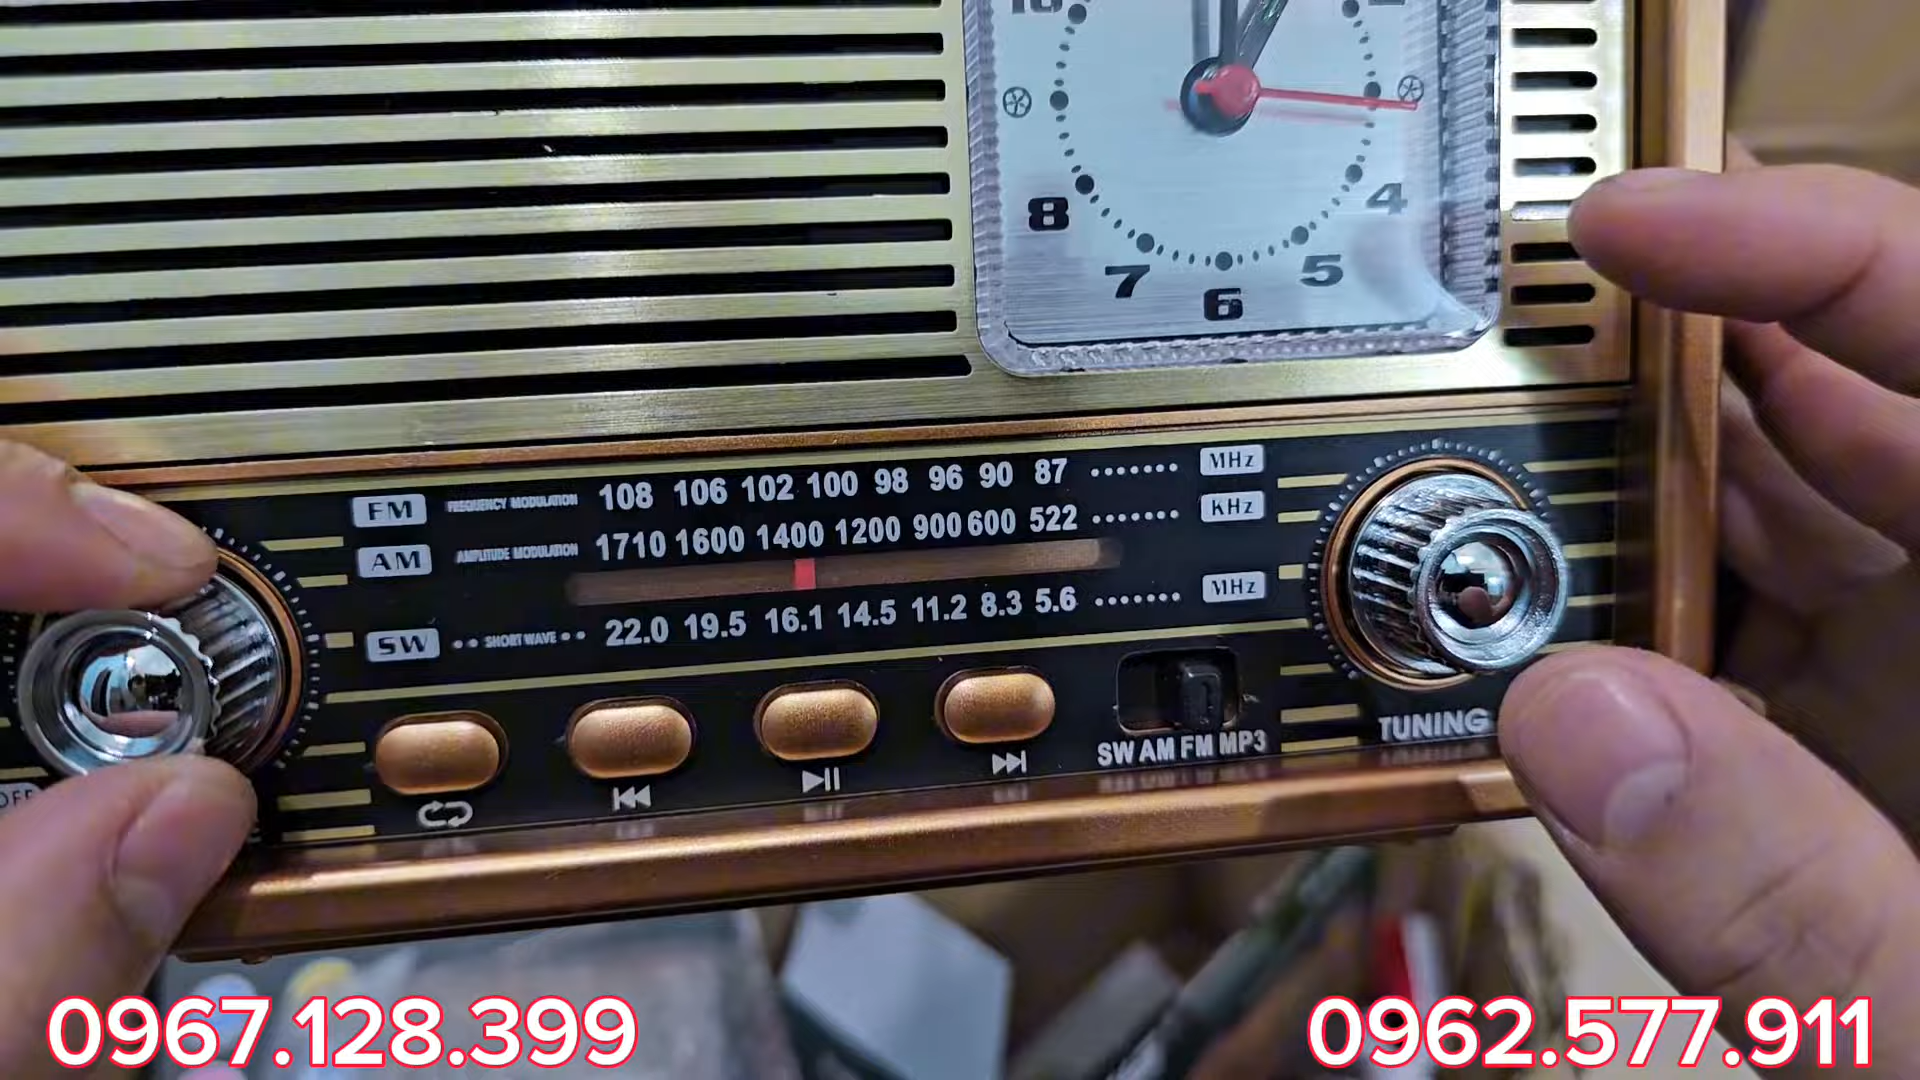 8
4
7
5
6
FM FREQUENCY MODULATION 108 106 102 100 98 96 90 87 ······· MHz
AM AMPLITUDE MODULATION 1710 1600 1400 1200 900 600 522 ······· KHz
SW •• SHORT WAVE •• 22.0 19.5 16.1 14.5 11.2 8.3 5.6 ······· MHz
TUNING
SW AM FM MP3
0967.128.399
0962.577.911